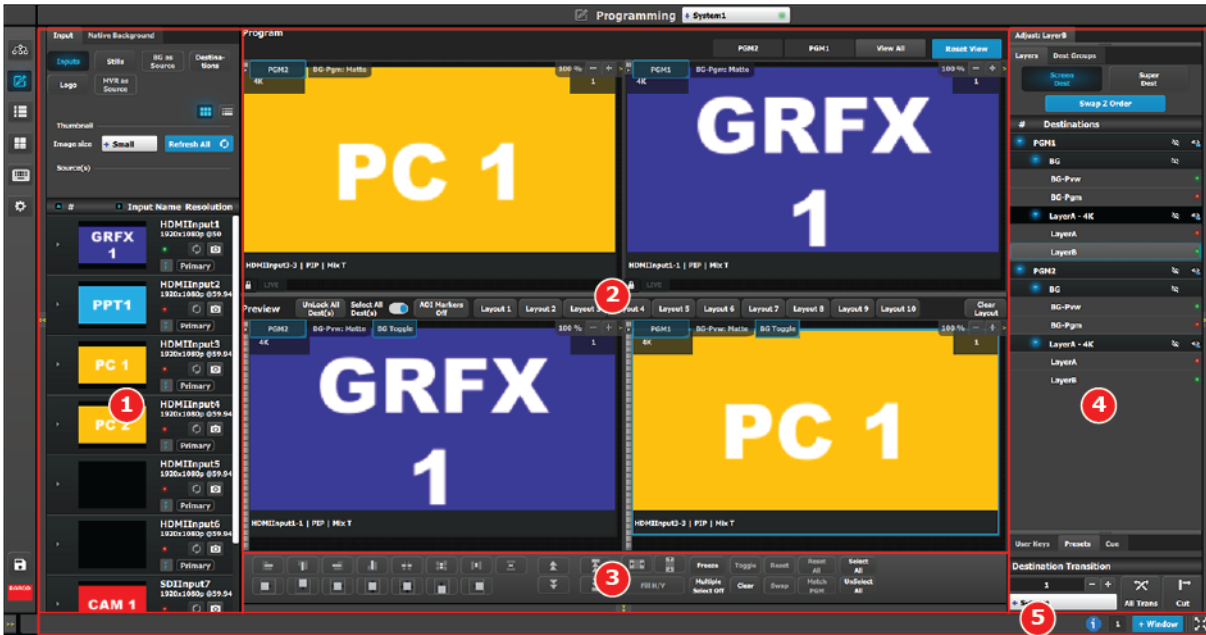 Programming
System1
Input
Native Background
Inputs
Stills
BG as Source
Destina-tions
Logo
MVR as Source
Thumbnail
Image size
Small
Refresh All
Source(s)
#
Input Name
Resolution
GRFX 1
HDMIInput1
1920x1080p @50
Primary
PPT1
HDMIInput2
1920x1080p @59.94
Primary
PC 1
HDMIInput3
1920x1080p @59.94
Primary
PC 2
HDMIInput4
1920x1080p @59.94
Primary
HDMIInput5
1920x1080p @59.94
Primary
HDMIInput6
1920x1080p @59.94
Primary
CAM 1
SDIInput7
1920x1080p @59.94
1
BARCO
Program
PGM2
PGM1
View All
Reset View
PGM2
BG-Pgm: Matte
100 %
4K
1
PC 1
HDMIInput3-3 | PIP | Mix T
LIVE
PGM1
BG-Pgm: Matte
100 %
4K
1
GRFX
1
HDMIInput1-1 | PIP | Mix T
LIVE
2
Preview
UnLock All Dest(s)
Select All Dest(s)
AOI Markers Off
Layout 1
Layout 2
Layout 5
Layout 6
Layout 7
Layout 8
Layout 9
Layout 10
Clear Layout
PGM2
BG-Pvw: Matte
BG Toggle
100 %
4K
1
GRFX
1
HDMIInput1-1 | PIP | Mix T
PGM1
BG-Pvw: Matte
BG Toggle
100 %
4K
1
PC 1
HDMIInput3-3 | PIP | Mix T
3
Fill H/V
Freeze
Toggle
Reset
Reset All
Select All
Multiple Select Off
Clear
Swap
Match PGM
UnSelect All
Adjust: LayerB
Layers
Dest Groups
Screen Dest
Super Dest
Swap Z Order
#
Destinations
PGM1
BG
BG-Pvw
BG-Pgm
LayerA - 4K
LayerA
LayerB
PGM2
BG
BG-Pvw
BG-Pgm
LayerA - 4K
LayerA
LayerB
4
User Keys
Presets
Cue
Destination Transition
1
All Trans
Cut
5
1
+ Window